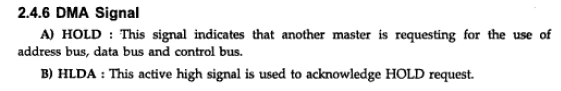 2.4.6 DMA Signal
A) HOLD : This signal indicates that another master is requesting for the use of
address bus, data bus and control bus.
B) HLDA : This active high signal is used to acknowledge HOLD request.